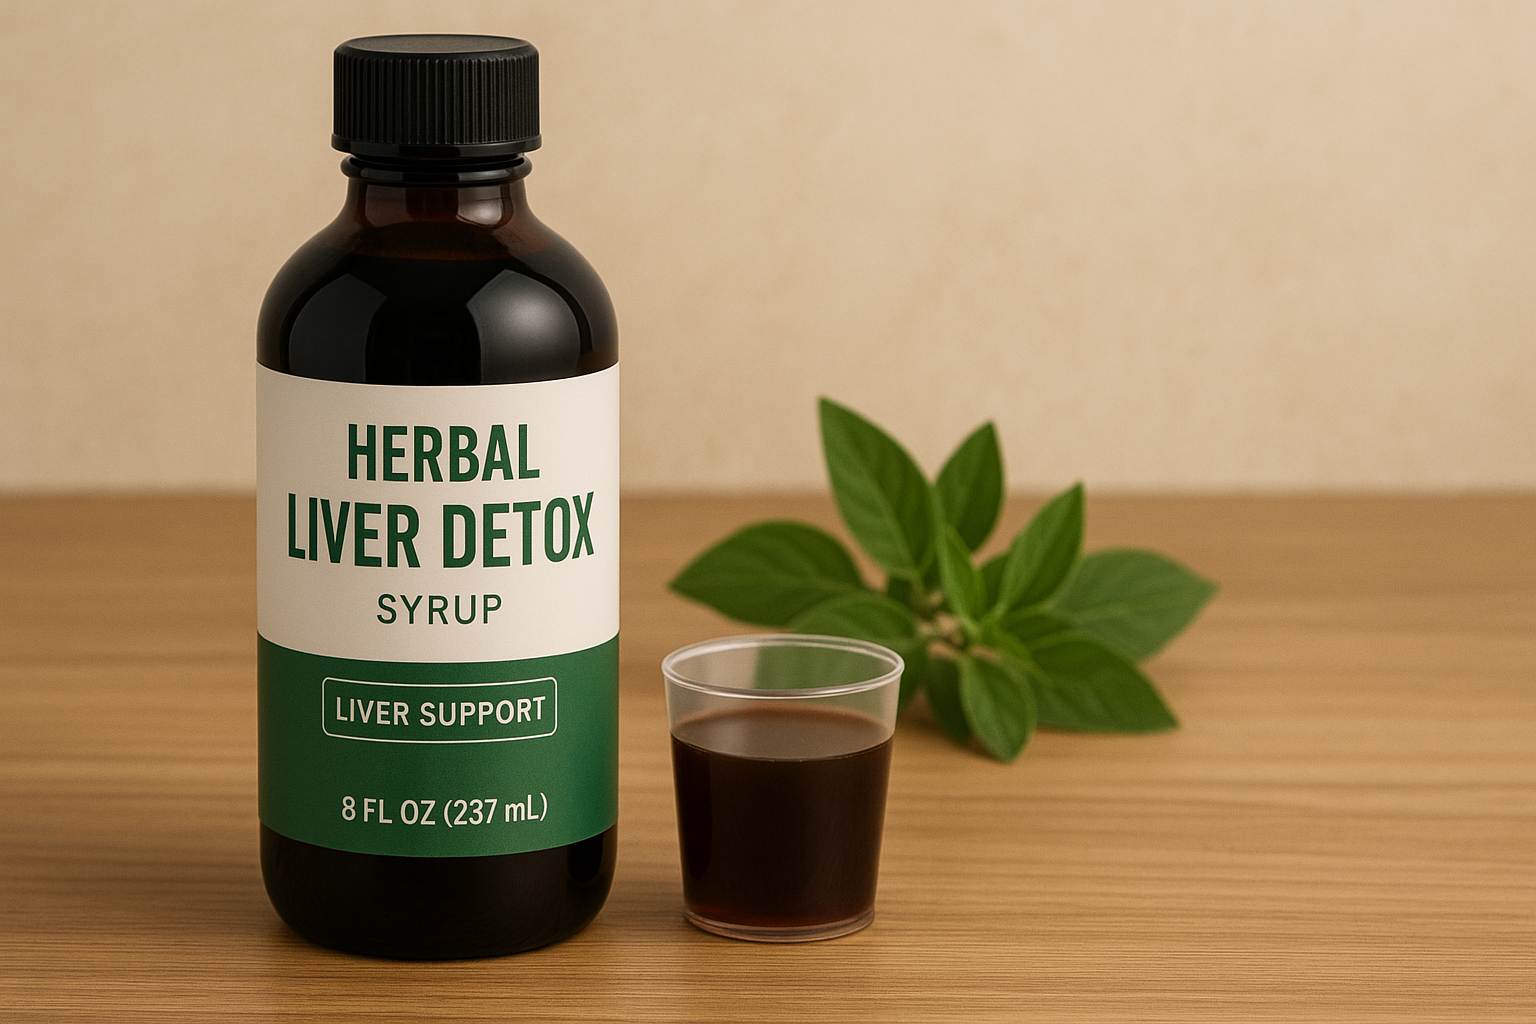 HERBAL
LIVER DETOX
SYRUP
LIVER SUPPORT
8 FL OZ (237 mL)